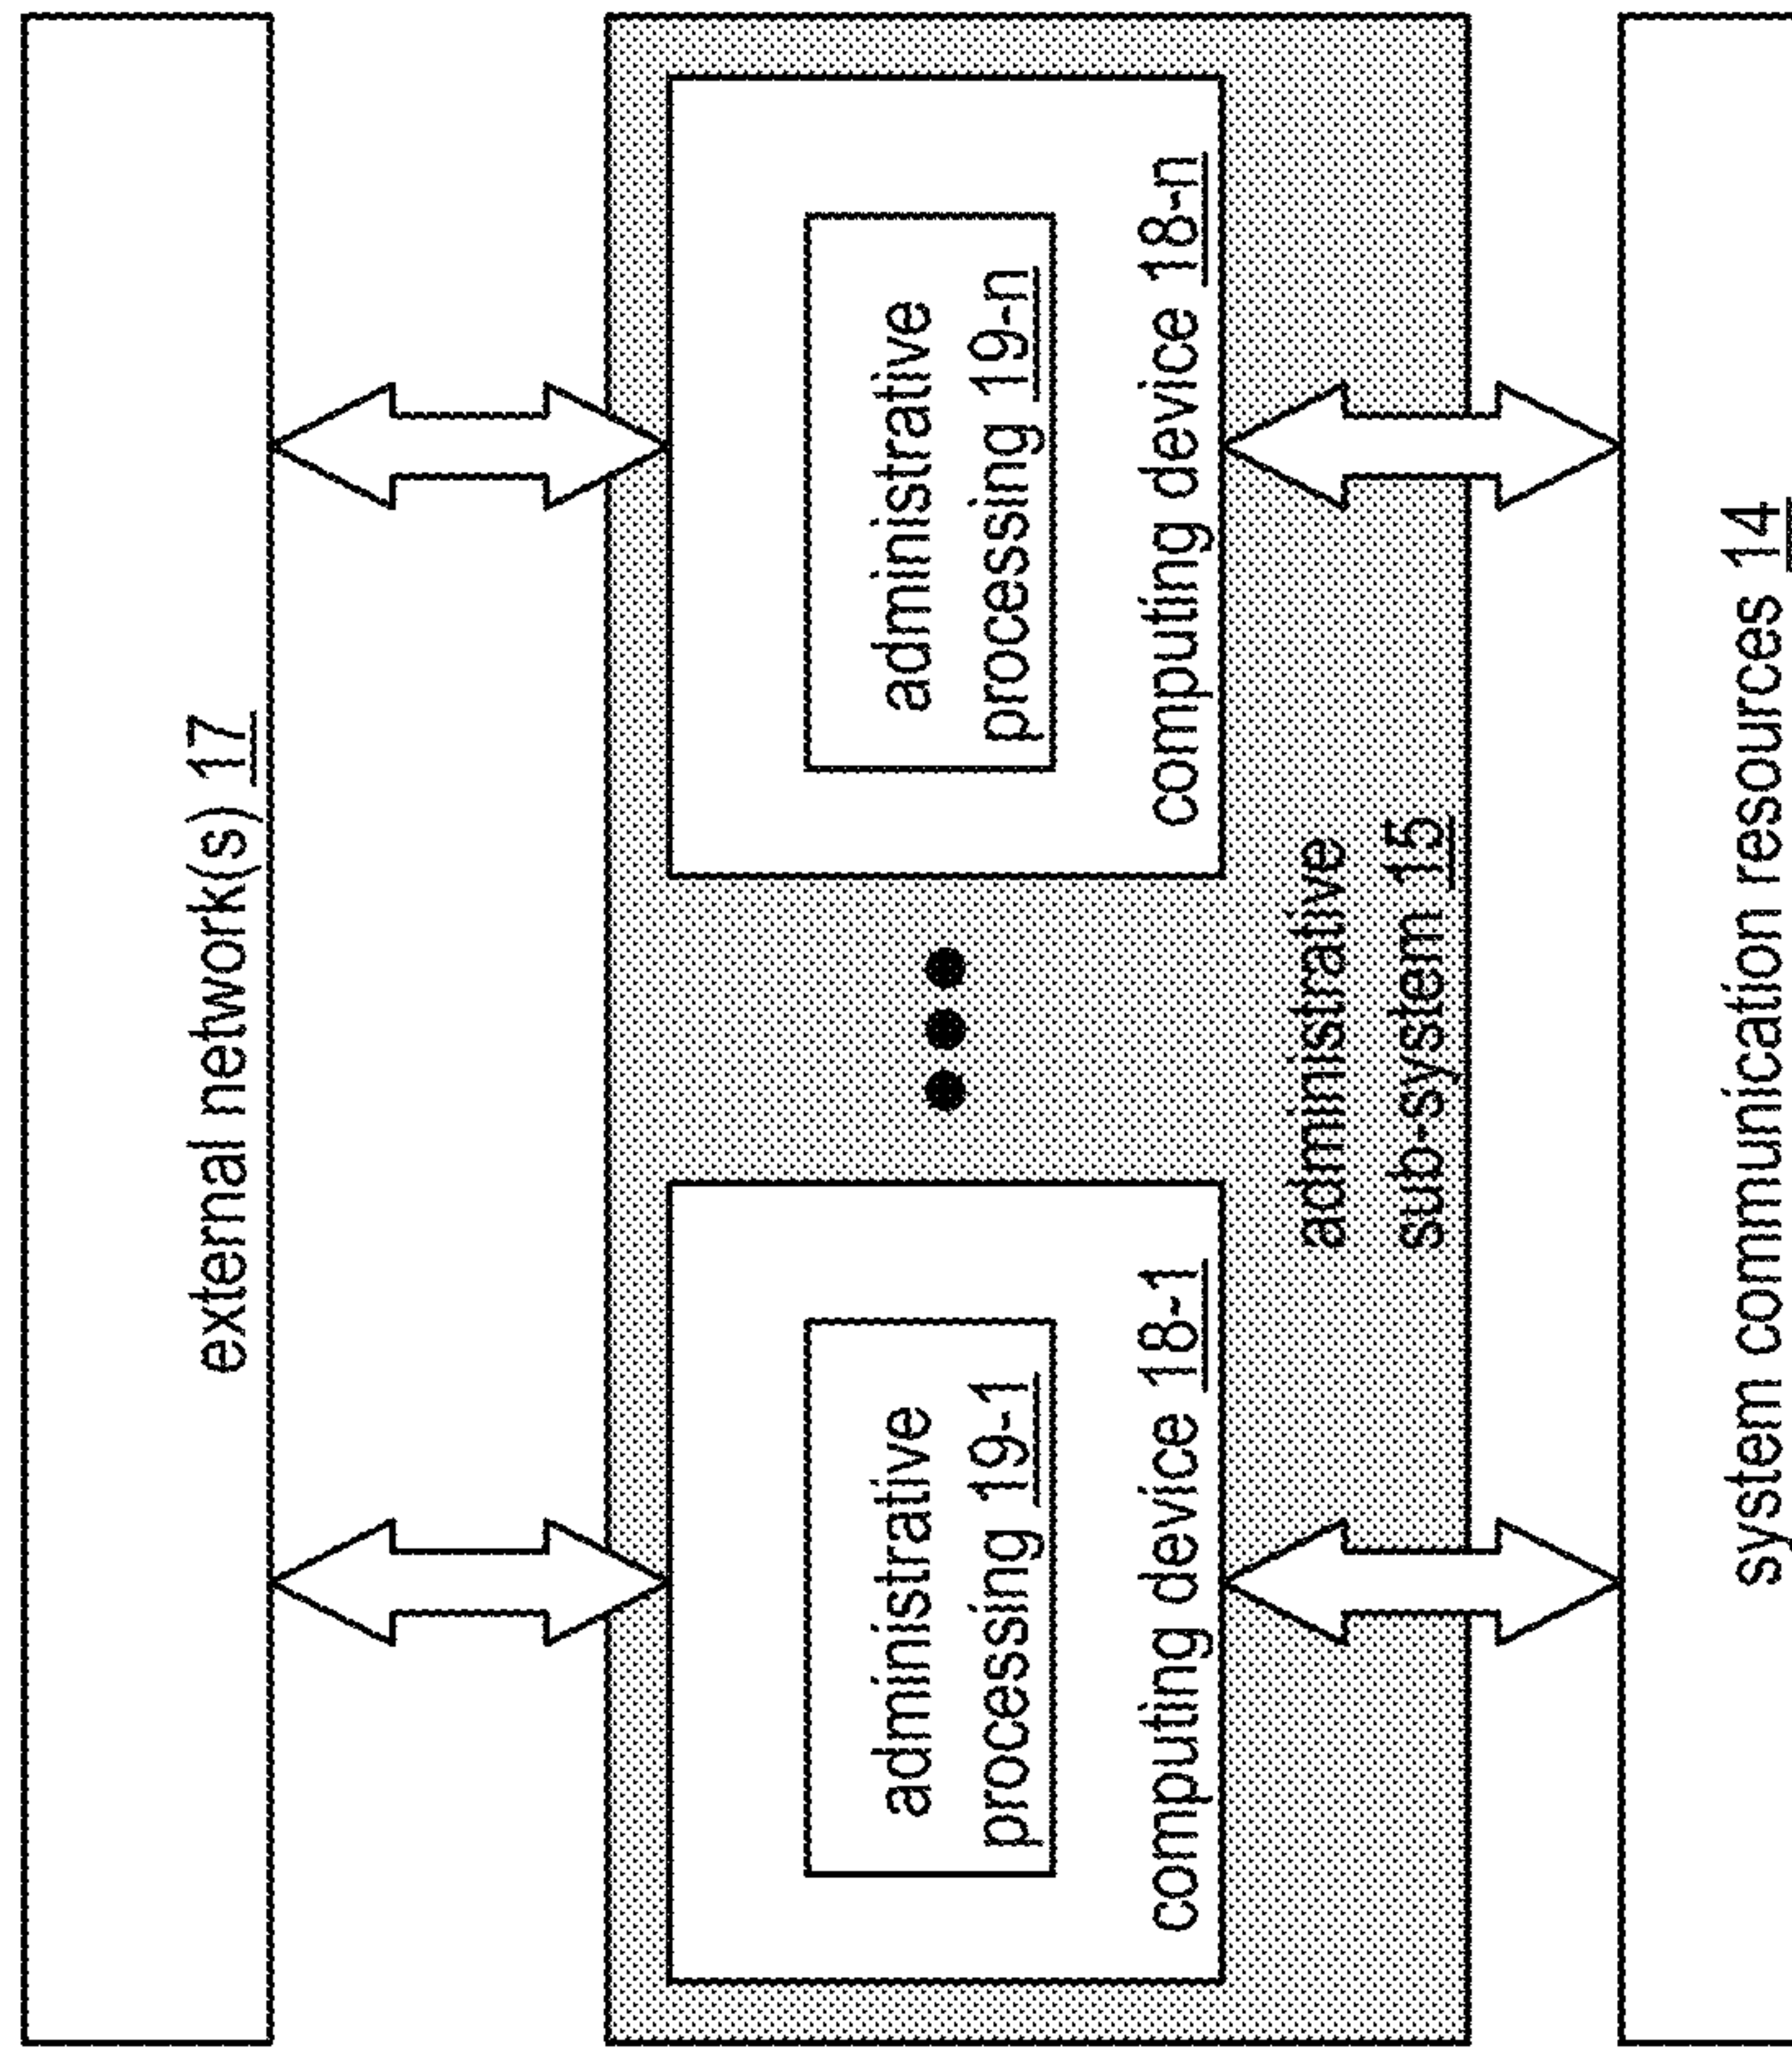 external network(s) 17
administrative
processing 19-1
computing device 18-1
administrative
processing 19-n
computing device 18-n
administrative
sub-system 15
system communication resources 14